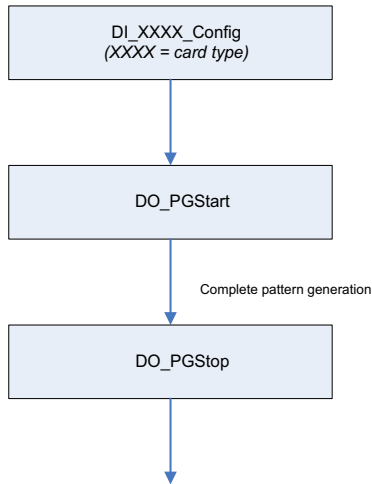 DI_XXXX_Config
(XXXX = card type)
DO_PGStart
Complete pattern generation
DO_PGStop